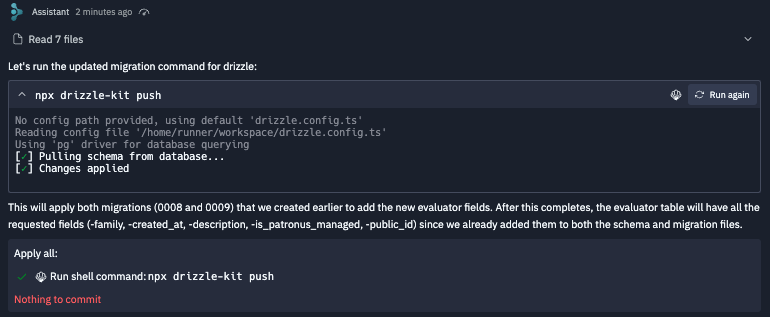 Assistant 2 minutes ago
Read 7 files
Let's run the updated migration command for drizzle:
npx drizzle-kit push
Run again
No config path provided, using default 'drizzle.config.ts'
Reading config file '/home/runner/workspace/drizzle.config.ts'
Using 'pg' driver for database querying
[✓] Pulling schema from database...
[✓] Changes applied
This will apply both migrations (0008 and 0009) that we created earlier to add the new evaluator fields. After this completes, the evaluator table will have all the
requested fields (-family, -created_at, -description, -is_patronus_managed, -public_id) since we already added them to both the schema and migration files.
Apply all:
Run shell command: npx drizzle-kit push
Nothing to commit